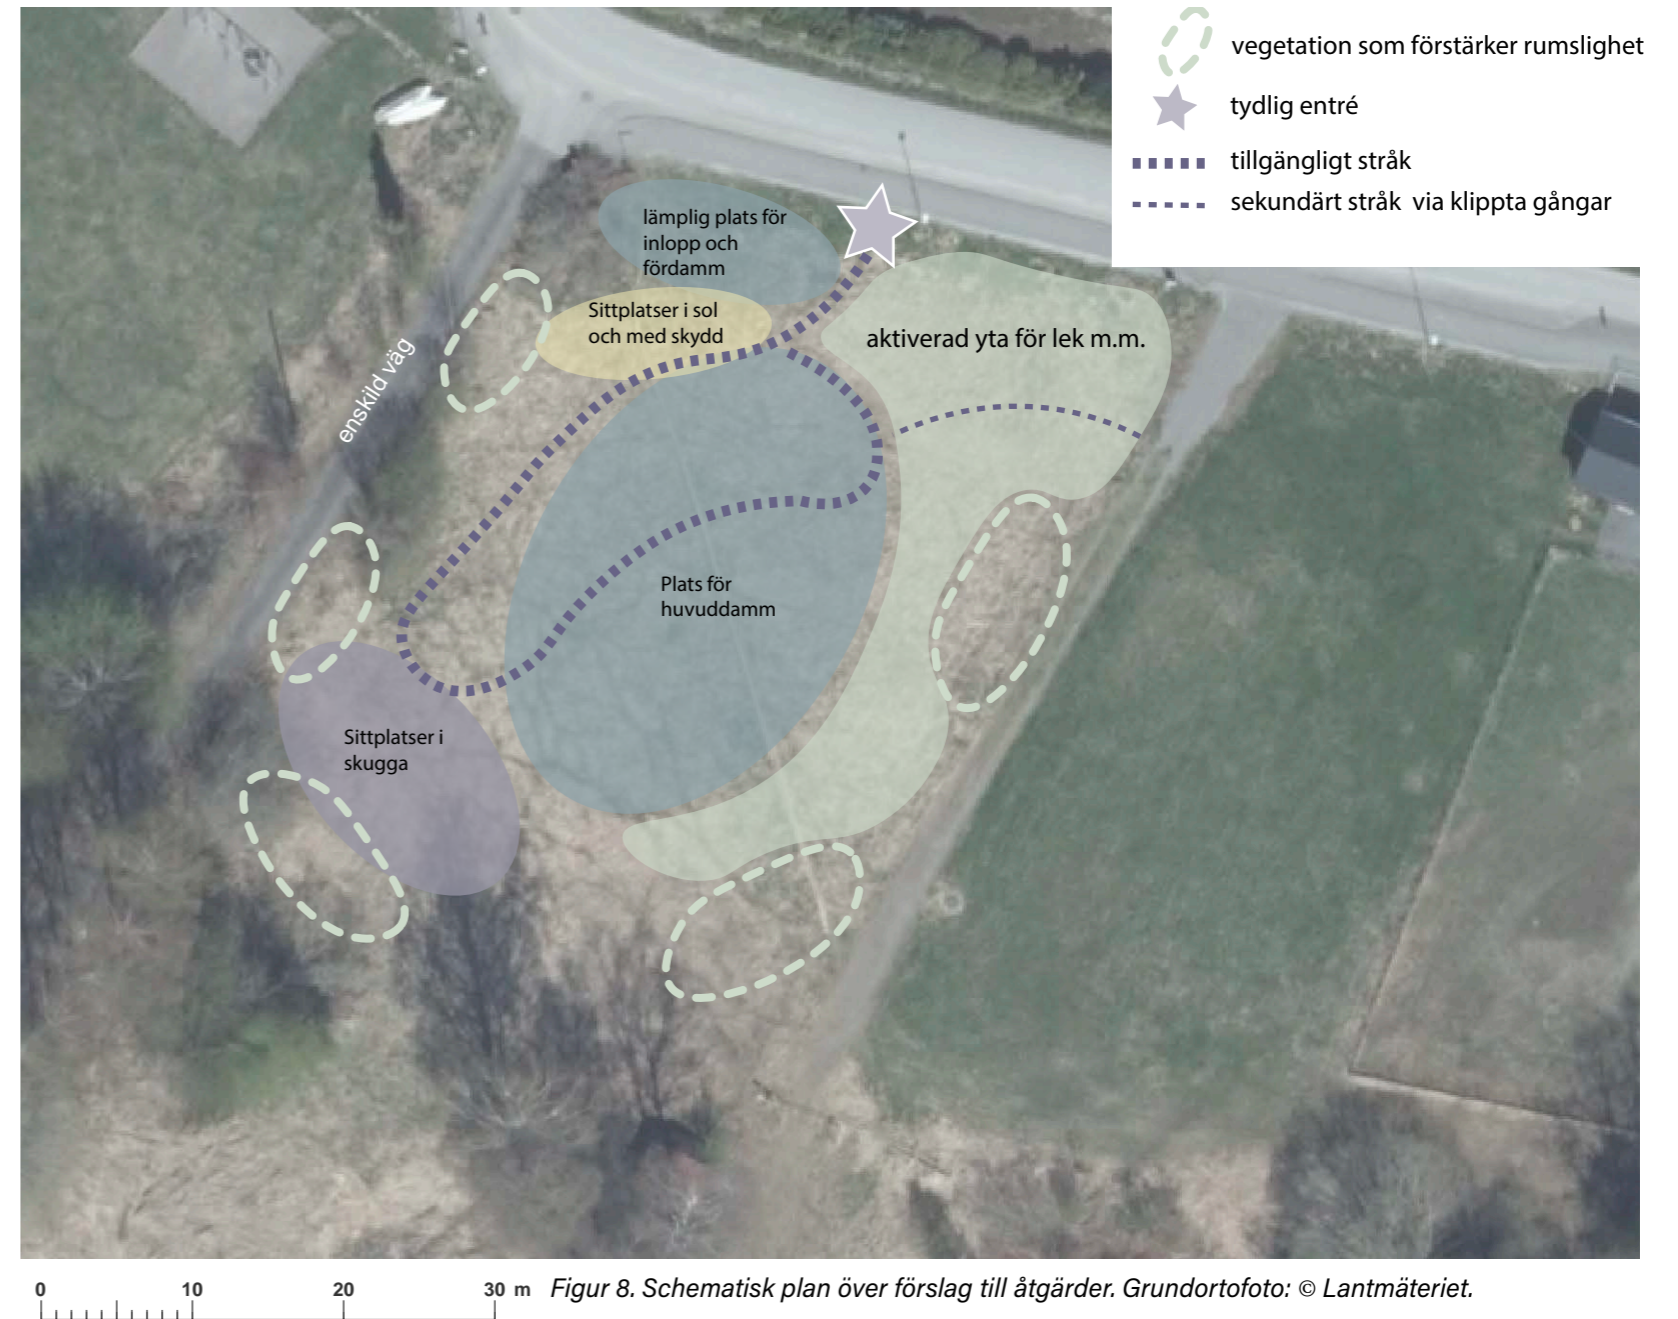 vegetation som förstärker rumslighet
tydlig entré
tillgängligt stråk
sekundärt stråk via klippta gångar
lämplig plats för
inlopp och
fördamm
Sittplatser i sol
och med skydd
aktiverad yta för lek m.m.
enskild väg
Plats för
huvuddamm
Sittplatser i
skugga
0 10 20 30 m
Figur 8. Schematisk plan över förslag till åtgärder. Grundortofoto: © Lantmäteriet.